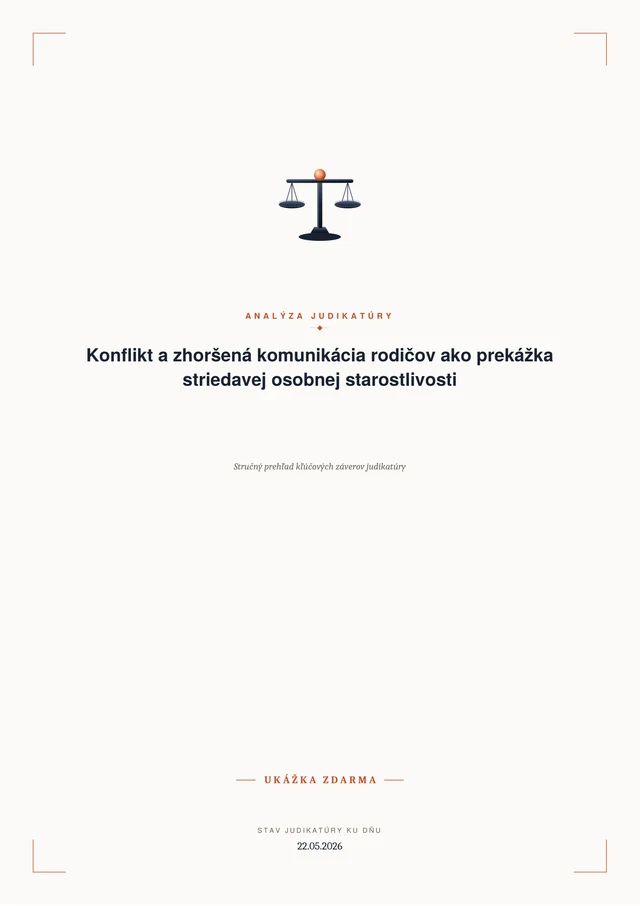 ANALÝZA JUDIKATÚRY
Konflikt a zhoršená komunikácia rodičov ako prekážka
striedavej osobnej starostlivosti
Stručný prehľad kľúčových záverov judikatúry
UKÁŽKA ZDARMA
STAV JUDIKATÚRY KU DŇU
22.05.2026